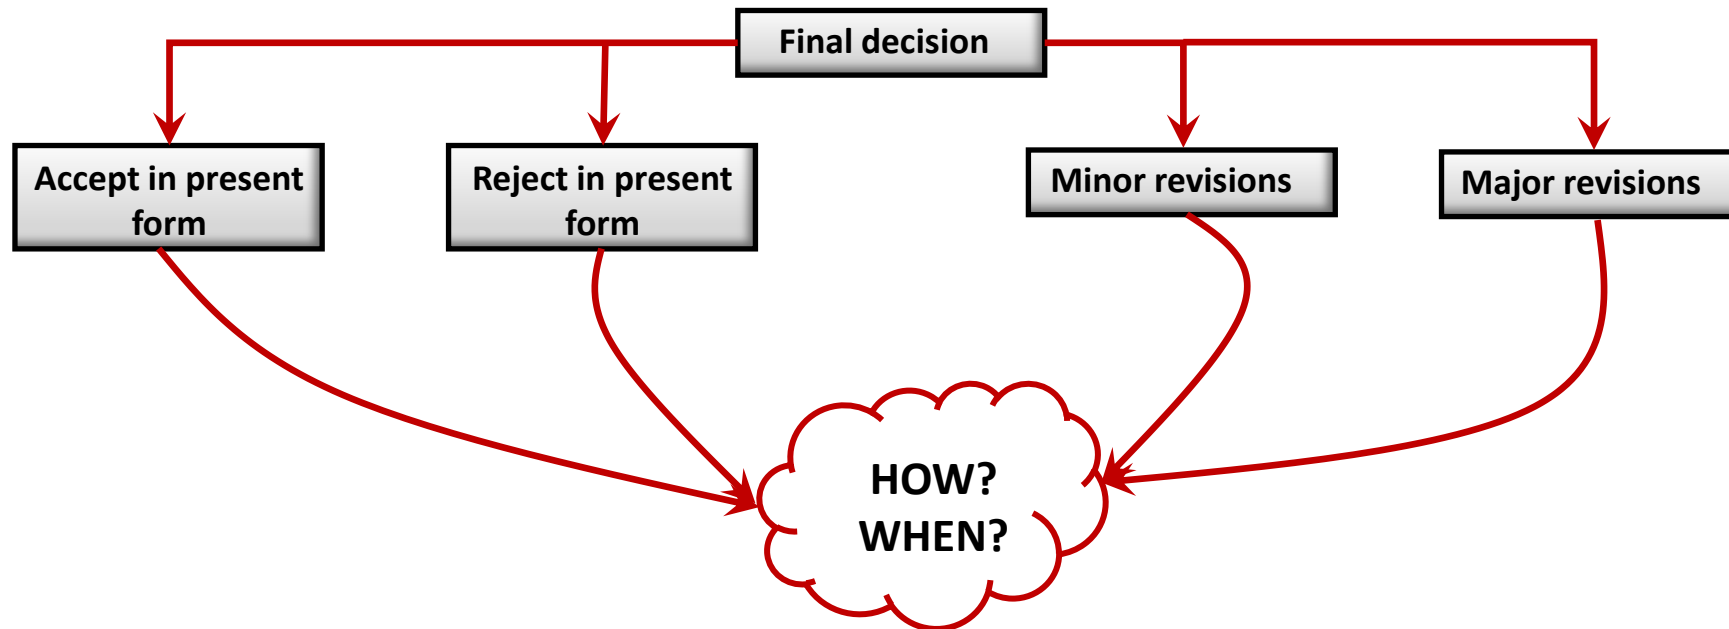 Final decision
Accept in present
form
Reject in present
form
Minor revisions
Major revisions
HOW?
WHEN?